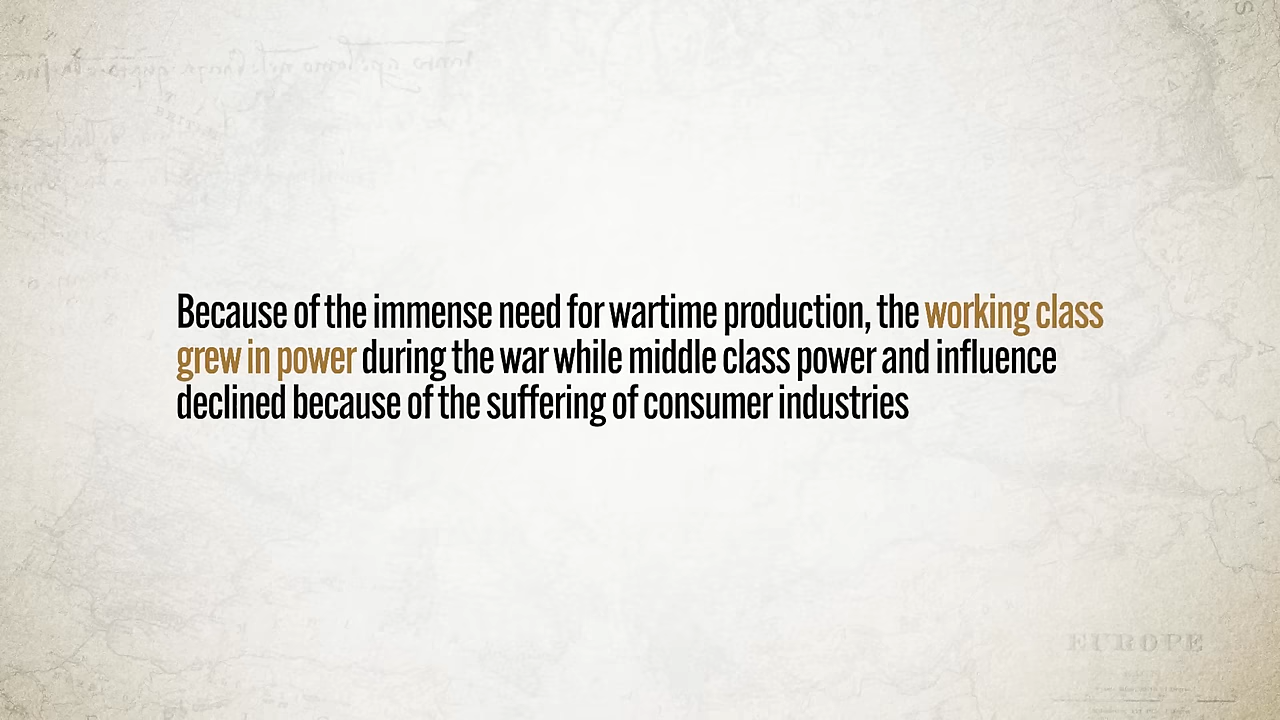 Because of the immense need for wartime production, the working class
grew in power during the war while middle class power and influence
declined because of the suffering of consumer industries
EUROPE